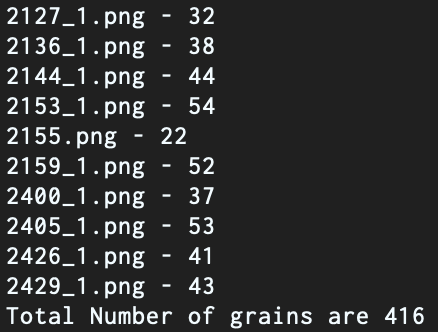 2127_1.png - 32
2136_1.png - 38
2144_1.png - 44
2153_1.png - 54
2155.png - 22
2159_1.png - 52
2400_1.png - 37
2405_1.png - 53
2426_1.png - 41
2429_1.png - 43
Total Number of grains are 416